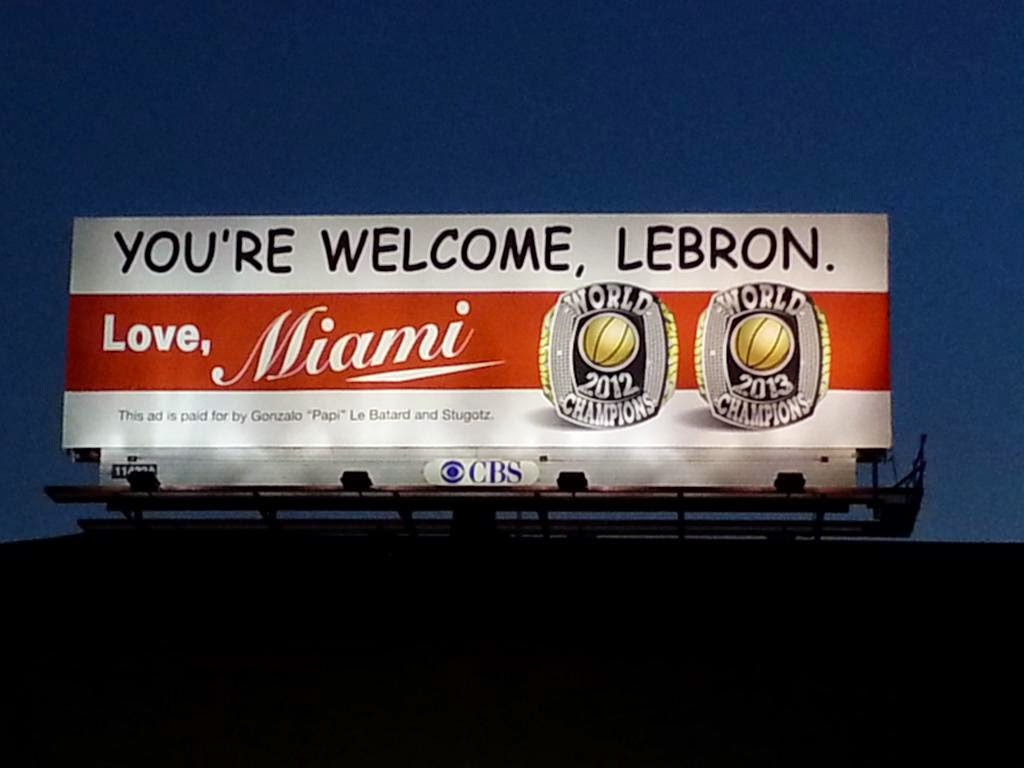 YOU'RE WELCOME, LEBRON.
Love, Miami
WORLD
2012
CHAMPIONS
WORLD
2013
CHAMPIONS
This ad is paid for by Gonzalo "Papi" Le Batard and Stugotz.
CBS